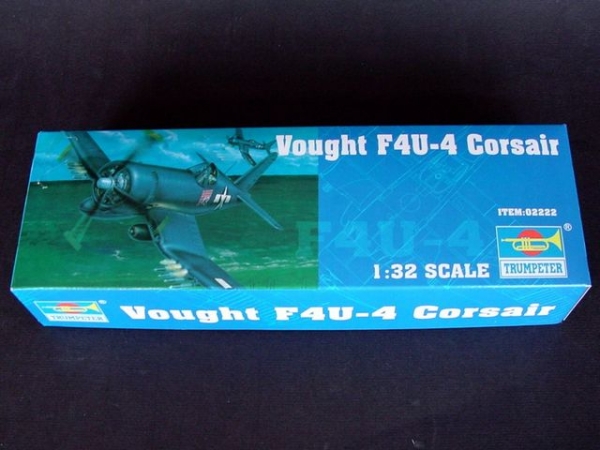 Vought F4U-4 Corsair
ITEM:02222
F4U-4
®
1:32 SCALE
TRUMPETER
Vought F4U-4 Corsair
TRUMPETER